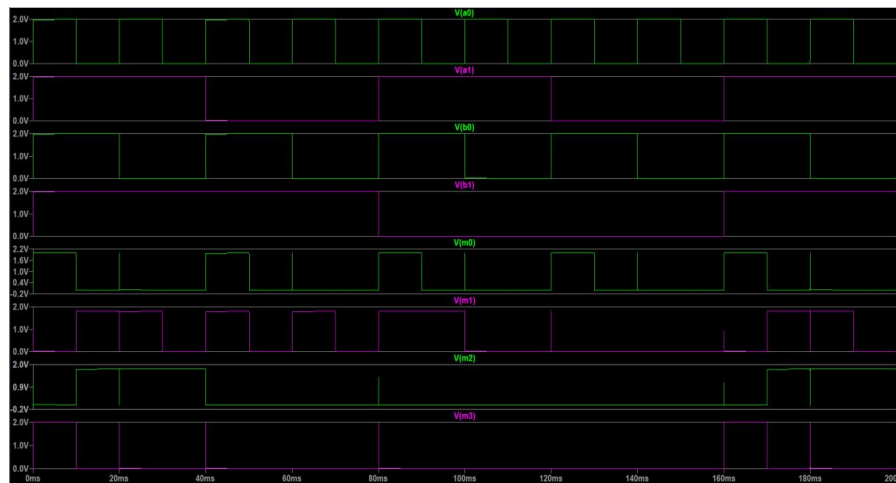 V(a0)
2.0V
1.0V
0.0V
V(a1)
2.0V
1.0V
0.0V
V(b0)
2.0V
1.0V
0.0V
V(b1)
2.0V
1.0V
0.0V
V(m0)
2.2V
1.6V
1.0V
0.4V
-0.2V
V(m1)
2.0V
1.0V
0.0V
V(m2)
2.0V
0.9V
-0.2V
V(m3)
2.0V
1.0V
0.0V
0ms 20ms 40ms 60ms 80ms 100ms 120ms 140ms 160ms 180ms 200